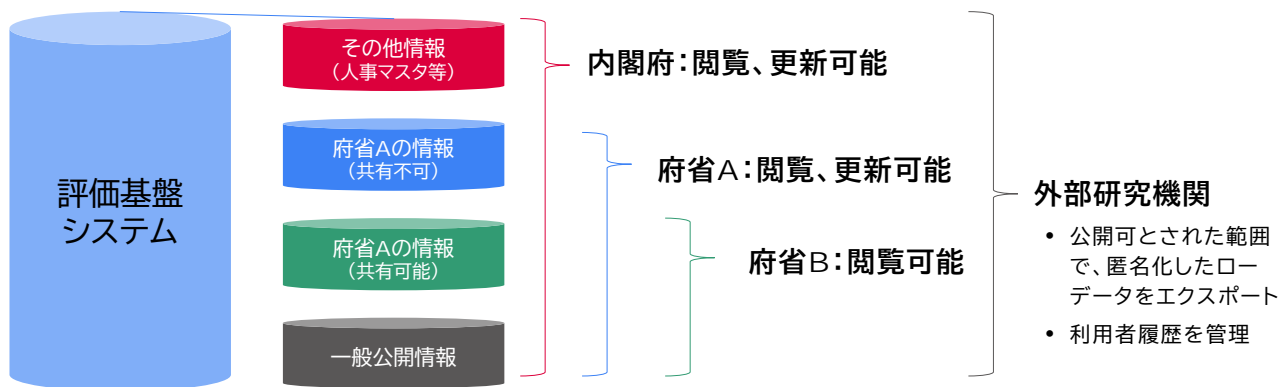 評価基盤
システム
その他情報
（人事マスタ等）
府省Aの情報
（共有不可）
府省Aの情報
（共有可能）
一般公開情報
内閣府：閲覧、更新可能
府省A：閲覧、更新可能
府省B：閲覧可能
外部研究機関
• 公開可とされた範囲
で、匿名化したロー
データをエクスポート
• 利用者履歴を管理